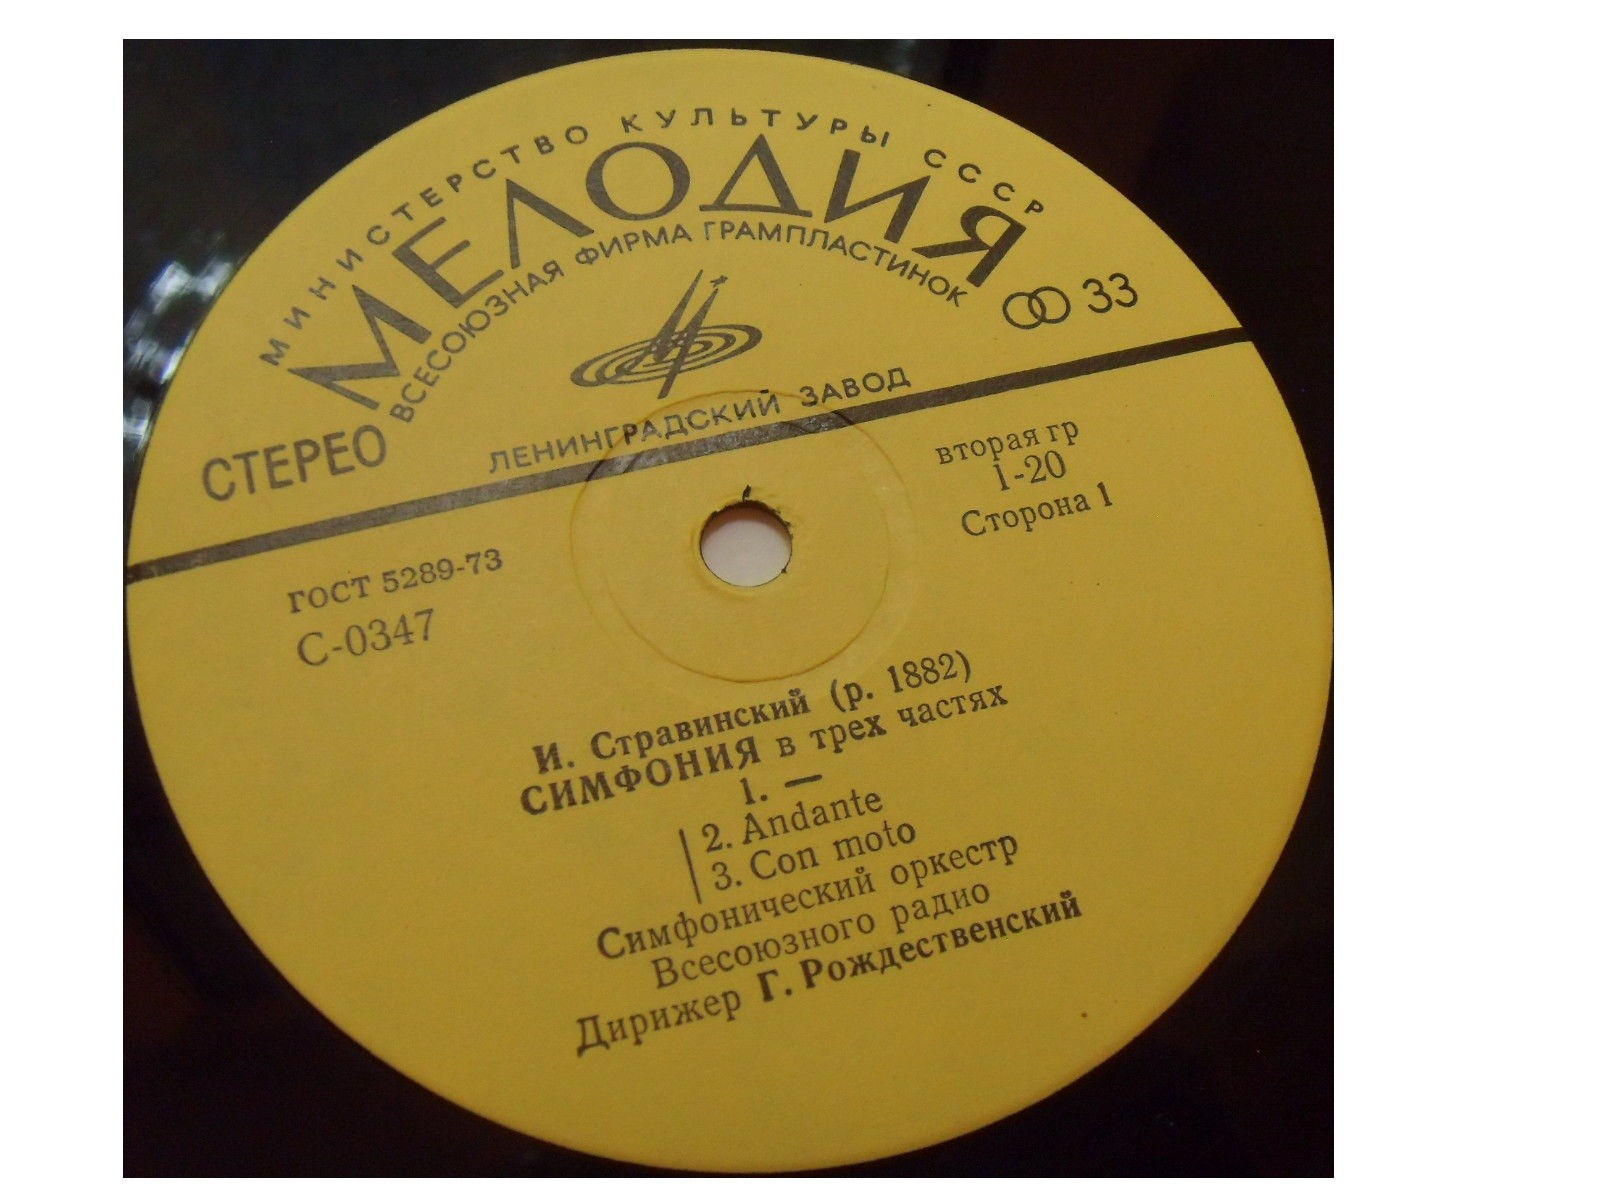 МИНИСТЕРСТВО КУЛЬТУРЫ СССР
МЕЛОДИЯ
ВСЕСОЮЗНАЯ ФИРМА ГРАМПЛАСТИНОК
33
СТЕРЕО
ЛЕНИНГРАДСКИЙ ЗАВОД
вторая гр
1-20
Сторона 1
ГОСТ 5289-73
С-0347
И. Стравинский (р. 1882)
СИМФОНИЯ в трех частях
1. —
2. Andante
3. Con moto
Симфонический оркестр
Всесоюзного радио
Дирижер Г. Рождественский